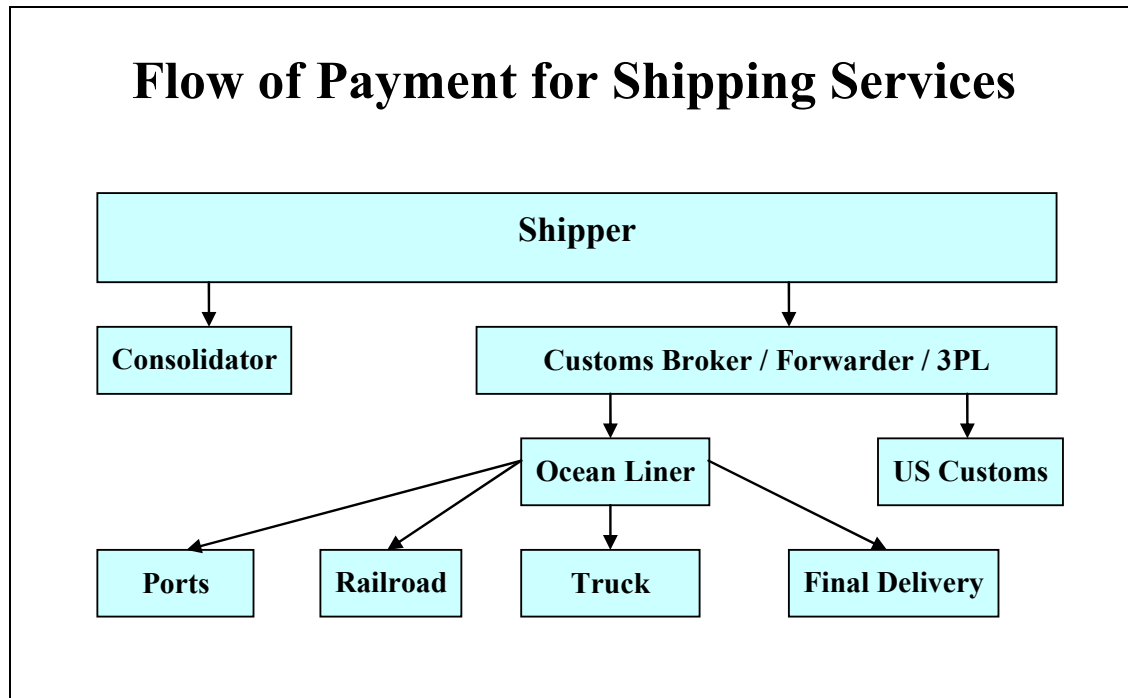 Flow of Payment for Shipping Services
Shipper
Consolidator
Customs Broker / Forwarder / 3PL
Ocean Liner
US Customs
Ports
Railroad
Truck
Final Delivery